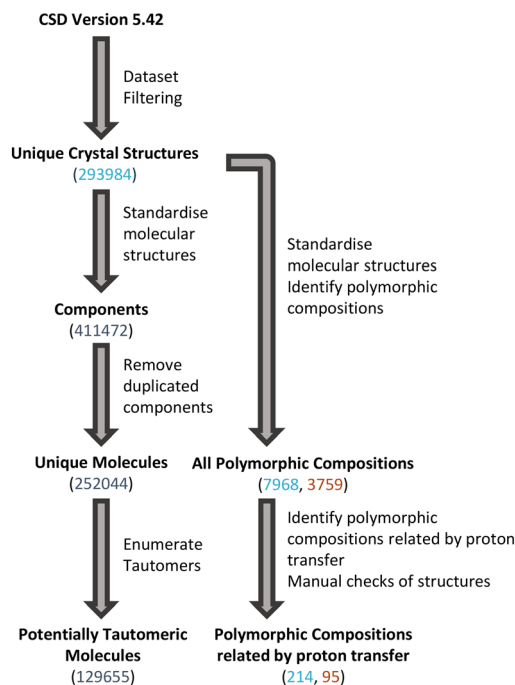 CSD Version 5.42
Dataset
Filtering
Unique Crystal Structures
(293984)
Standardise
molecular
structures
Components
(411472)
Remove
duplicated
components
Unique Molecules
(252044)
Enumerate
Tautomers
Potentially Tautomeric
Molecules
(129655)
Standardise
molecular structures
Identify polymorphic
compositions
All Polymorphic Compositions
(7968, 3759)
Identify polymorphic
compositions related by proton
transfer
Manual checks of structures
Polymorphic Compositions
related by proton transfer
(214, 95)